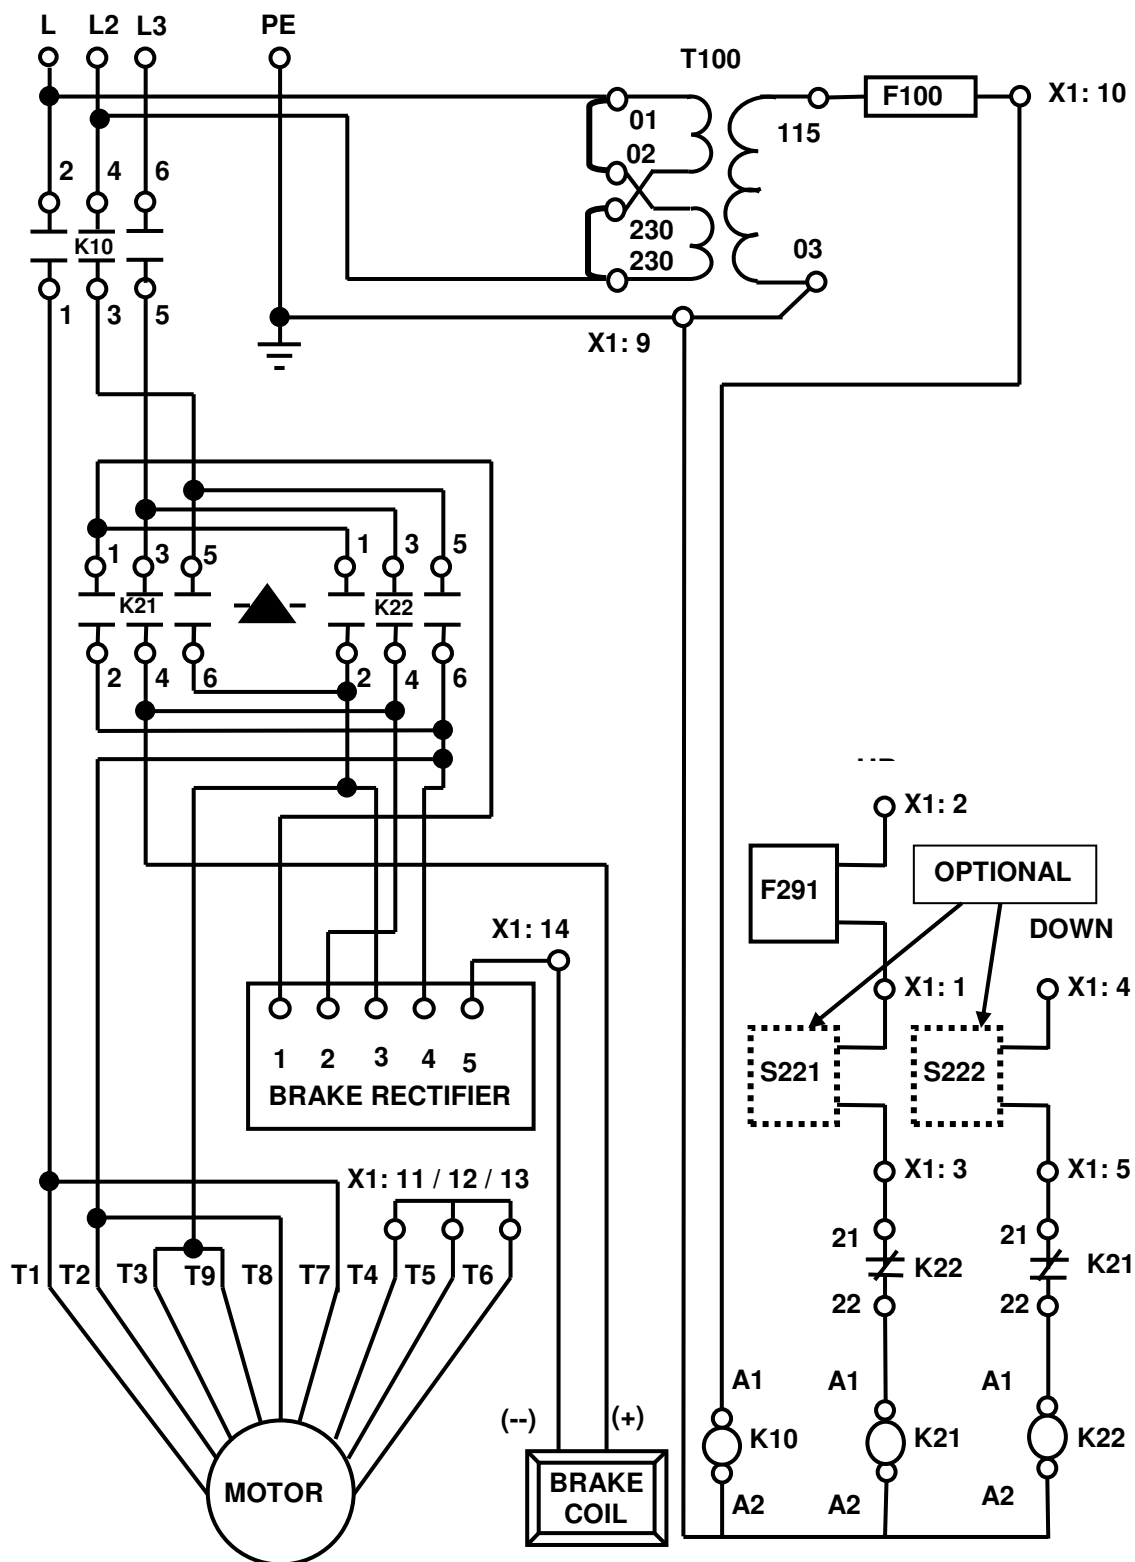 L L2 L3 PE
T100
F100 X1: 10
01 115
02
2 4 6
230
K10 230 03
1 3 5
X1: 9
1 3 5 1 3 5
K21 K22
2 4 6 2 4 6
X1: 2
F291 OPTIONAL
X1: 14 DOWN
X1: 1 X1: 4
1 2 3 4 5
S221 S222
BRAKE RECTIFIER
X1: 11 / 12 / 13 X1: 3 X1: 5
21 21
T1 T2 T3 T9 T8 T7 T4 T5 T6 K22 K21
22 22
A1 A1 A1
(--) (+)
K10 K21 K22
MOTOR BRAKE
COIL
A2 A2 A2